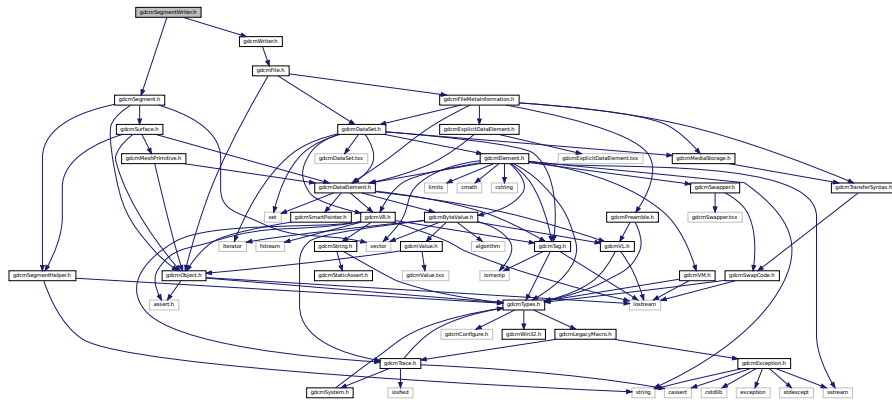 gdcmSegmentWriter.h
gdcmWriter.h
gdcmFile.h
gdcmSegment.h
gdcmFileMetaInformation.h
gdcmSurface.h
gdcmDataSet.h
gdcmExplicitDataElement.h
gdcmMeshPrimitive.h
gdcmDataSet.txx
gdcmElement.h
gdcmExplicitDataElement.txx
gdcmMediaStorage.h
gdcmDataElement.h
limits
cmath
cstring
gdcmSwapper.h
gdcmTransferSyntax.h
set
gdcmSmartPointer.h
gdcmVR.h
gdcmByteValue.h
gdcmPreamble.h
gdcmSwapper.txx
iterator
fstream
gdcmString.h
vector
gdcmValue.h
algorithm
gdcmTag.h
gdcmVL.h
gdcmSegmentHelper.h
gdcmObject.h
gdcmStaticAssert.h
gdcmValue.txx
iomanip
gdcmVM.h
gdcmSwapCode.h
assert.h
gdcmTypes.h
iostream
gdcmConfigure.h
gdcmWin32.h
gdcmLegacyMacro.h
gdcmTrace.h
gdcmException.h
gdcmSystem.h
iosfwd
string
cassert
cstdlib
exception
stdexcept
sstream